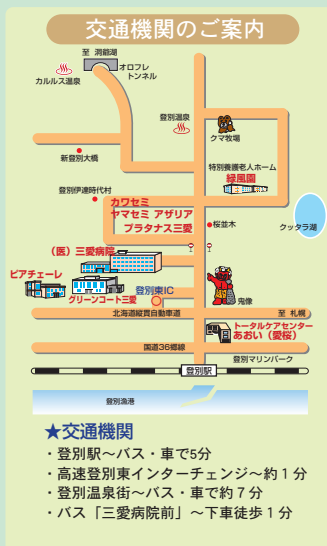 交通機関のご案内
至 洞爺湖
オロフレ
トンネル
カルルス温泉
登別温泉
クマ牧場
新登別大橋
特別養護老人ホーム
緑風園
登別伊達時代村
カワセミ
ヤマセミ アザリア
プラタナス三愛
桜並木
クッタラ湖
（医）三愛病院
ピアチェーレ
グリーンコート三愛
登別東IC
鬼像
北海道縦貫自動車道
至 札幌
トータルケアセンター
あおい（愛桜）
国道36号線
登別マリンパーク
登別駅
登別漁港
★交通機関
・登別駅～バス・車で5分
・高速登別東インターチェンジ～約１分
・登別温泉街～バス・車で約７分
・バス「三愛病院前」～下車徒歩１分